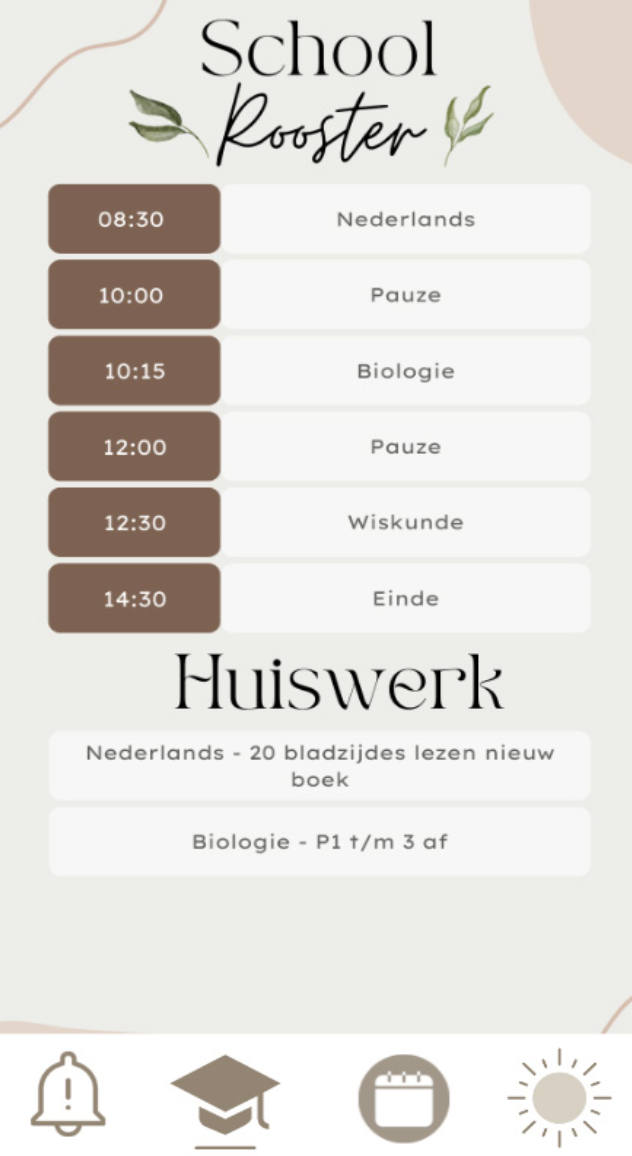 School
Rooster
08:30 Nederlands
10:00 Pauze
10:15 Biologie
12:00 Pauze
12:30 Wiskunde
14:30 Einde
Huiswerk
Nederlands - 20 bladzijdes lezen nieuw
boek
Biologie - P1 t/m 3 af